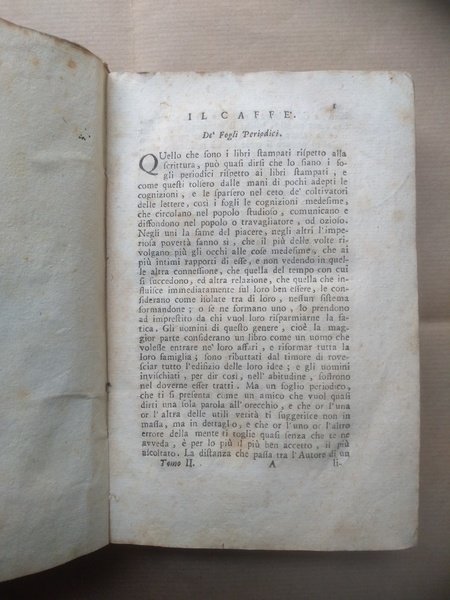 1
IL CAFFE'.
De' Fogli Periodici.
QUello che sono i libri stampati rispetto alla
scrittura, può quasi dirsi che lo siano i fo-
gli periodici rispetto ai libri stampati, e
come questi tolsero dalle mani di pochi adepti le
cognizioni, e le sparsero nel ceto de' coltivatori
delle lettere, così i fogli le cognizioni medesime,
che circolano nel popolo studioso, comunicano e
diffondono nel popolo o travagliatore, od ozioso.
Negli uni la fame del piacere, negli altri l'impe-
riosa povertà fanno sì, che il più delle volte ri-
volgano più gli occhi alle cose medesime, che ai
più intimi rapporti di esse, e non vedendo in quel-
le altra connessione, che quella del tempo con cui
si succedono, ed altra relazione, che quella che in-
fluisce immediatamente sul loro ben essere, le con-
siderano come isolate tra di loro, nessun sistema
formandone; o se ne formano uno, lo prendono
ad imprestito da chi vuol loro risparmiarne la fa-
tica. Gli uomini di questo genere, cioè la mag-
gior parte considerano un libro come un uomo che
volesse entrare ne' loro affari, e riformar tutta la
loro famiglia; sono ributtati dal timore di rove-
sciar tutto l'edifizio delle loro idee; e gli uomini
invischiati, per dir così, nell'abitudine, soffrono
nel doverne esser tratti. Ma un foglio periodico,
che ti si presenta come un amico che vuol quasi
dirti una sola parola all'orecchio, e che or l'una
or l'altra delle utili verità ti suggerisce non in
massa, ma in dettaglio, e che or l'uno or l'altro
errore della mente ti toglie quasi senza che te ne
avveda, è per lo più il più ben accetto, il più
ascoltato. La distanza che passa tra l'Autore di un
Tomo II. A li-